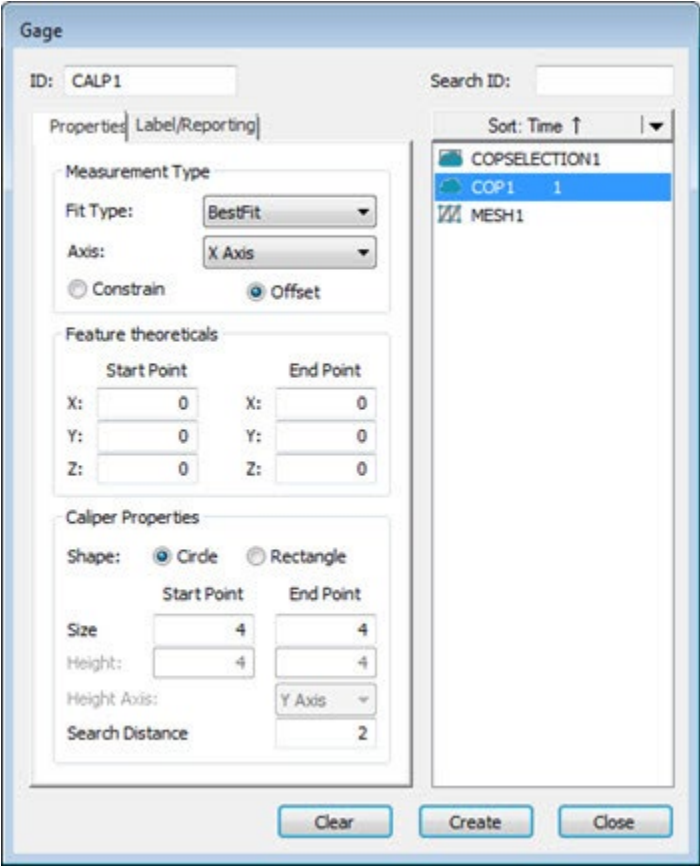 Gage
ID: CALP1 Search ID:
Properties Label/Reporting Sort: Time ↑
Measurement Type
Fit Type: BestFit
Axis: X Axis
Constrain Offset
Feature theoreticals
Start Point End Point
X: 0 X: 0
Y: 0 Y: 0
Z: 0 Z: 0
Caliper Properties
Shape: Circle Rectangle
Start Point End Point
Size 4 4
Height: 4 4
Height Axis: Y Axis
Search Distance 2
COPSELECTION1
COP1 1
MESH1
Clear Create Close